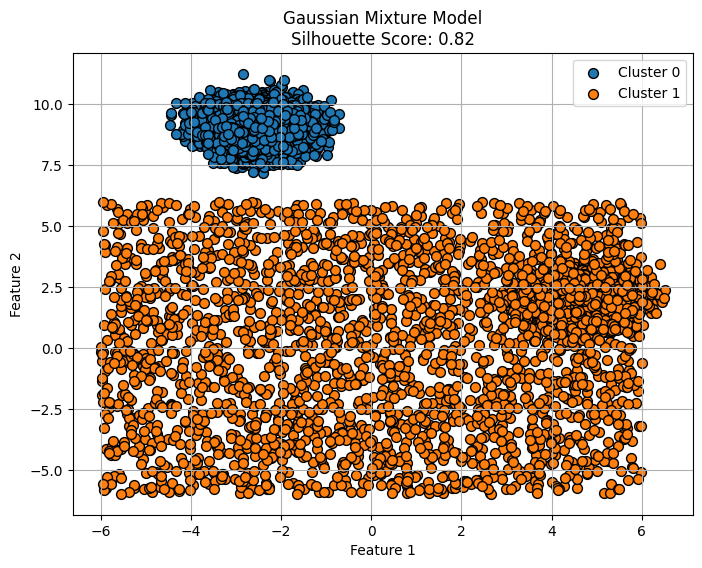 Gaussian Mixture Model
Silhouette Score: 0.82
Cluster 0
Cluster 1
10.0
7.5
5.0
2.5
0.0
−2.5
−5.0
Feature 2
−6
−4
−2
0
2
4
6
Feature 1